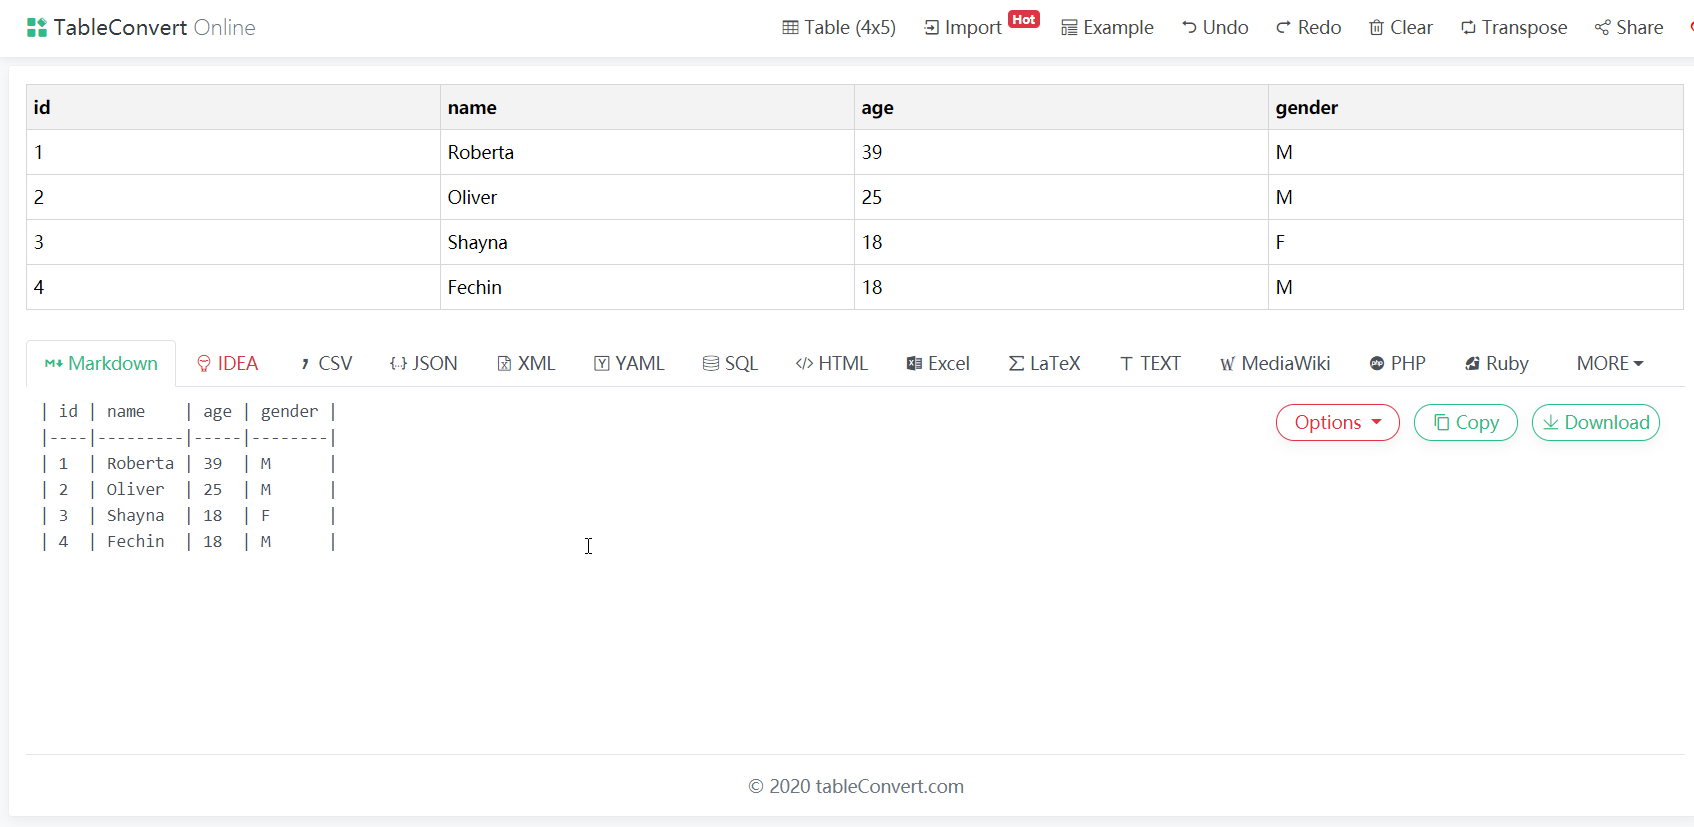 TableConvert Online Table (4x5) Import Hot Example Undo Redo Clear Transpose Share
id name age gender
1 Roberta 39 M
2 Oliver 25 M
3 Shayna 18 F
4 Fechin 18 M
Markdown IDEA CSV JSON XML YAML SQL HTML Excel LaTeX TEXT MediaWiki PHP Ruby MORE
| id | name    | age | gender |
Options Copy Download
|----|---------|-----|--------|
| 1  | Roberta | 39  | M      |
| 2  | Oliver  | 25  | M      |
| 3  | Shayna  | 18  | F      |
| 4  | Fechin  | 18  | M      |
© 2020 tableConvert.com